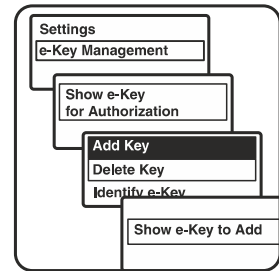 Settings
e-Key Management
Show e-Key
for Authorization
Add Key
Delete Key
Identify e-Key
Show e-Key to Add